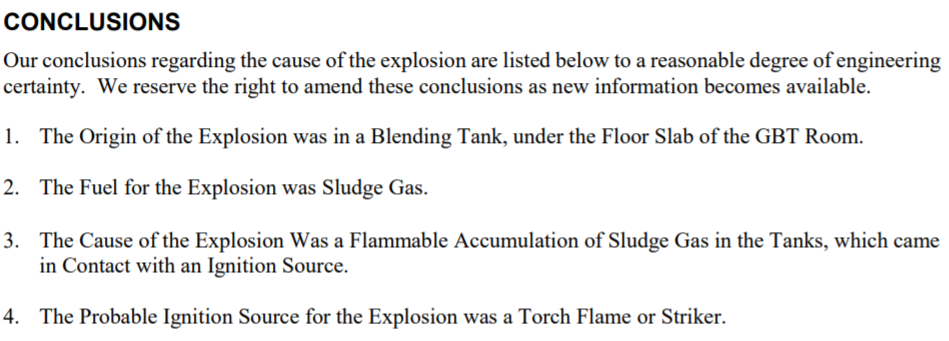 CONCLUSIONS
Our conclusions regarding the cause of the explosion are listed below to a reasonable degree of engineering
certainty.  We reserve the right to amend these conclusions as new information becomes available.
1. The Origin of the Explosion was in a Blending Tank, under the Floor Slab of the GBT Room.
2. The Fuel for the Explosion was Sludge Gas.
3. The Cause of the Explosion Was a Flammable Accumulation of Sludge Gas in the Tanks, which came
in Contact with an Ignition Source.
4. The Probable Ignition Source for the Explosion was a Torch Flame or Striker.